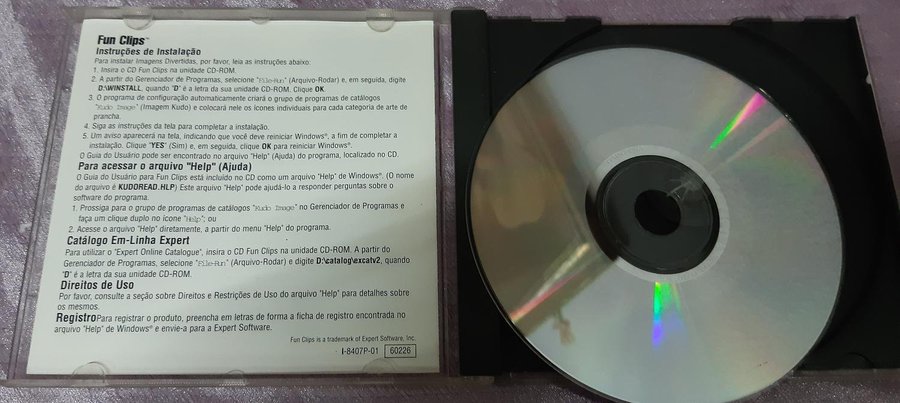 Fun Clips™
Instruções de Instalação
Para instalar Imagens Divertidas, por favor, leia as instruções abaixo:
1. Insira o CD Fun Clips na unidade CD-ROM.
2. A partir do Gerenciador de Programas, selecione "File-Run" (Arquivo-Rodar) e, em seguida, digite
D:\WINSTALL, quando "D" é a letra da sua unidade CD-ROM. Clique OK.
3. O programa de configuração automaticamente criará o grupo de programas de catálogos
"Kudo Image" (Imagem Kudo) e colocará nele os ícones individuais para cada categoria de arte de
prancha.
4. Siga as instruções da tela para completar a instalação.
5. Um aviso aparecerá na tela, indicando que você deve reiniciar Windows®, a fim de completar a
instalação. Clique "YES" (Sim) e, em seguida, clique OK para reiniciar Windows®.
O Guia do Usuário pode ser encontrado no arquivo "Help" (Ajuda) do programa, localizado no CD.
Para acessar o arquivo "Help" (Ajuda)
O Guia do Usuário para Fun Clips está incluído no CD como um arquivo "Help" de Windows®. (O nome
do arquivo é KUDOREAD.HLP) Este arquivo "Help" pode ajudá-lo a responder perguntas sobre o
software do programa.
1. Prossiga para o grupo de programas de catálogos "Kudo Image" no Gerenciador de Programas e
faça um clique duplo no ícone "Help"; ou
2. Acesse o arquivo "Help" diretamente, a partir do menu "Help" do programa.
Catálogo Em-Linha Expert
Para utilizar o "Expert Online Catalogue", insira o CD Fun Clips na unidade CD-ROM. A partir do
Gerenciador de Programas, selecione "File-Run" (Arquivo-Rodar) e digite D:\catalog\excatv2, quando
"D" é a letra da sua unidade CD-ROM.
Direitos de Uso
Por favor, consulte a seção sobre Direitos e Restrições de Uso do arquivo "Help" para detalhes sobre
os mesmos.
Registro Para registrar o produto, preencha em letras de forma a ficha de registro encontrada no
arquivo "Help" de Windows® e envie-a para a Expert Software.
Fun Clips is a trademark of Expert Software, Inc.
I-8407P-01 60226